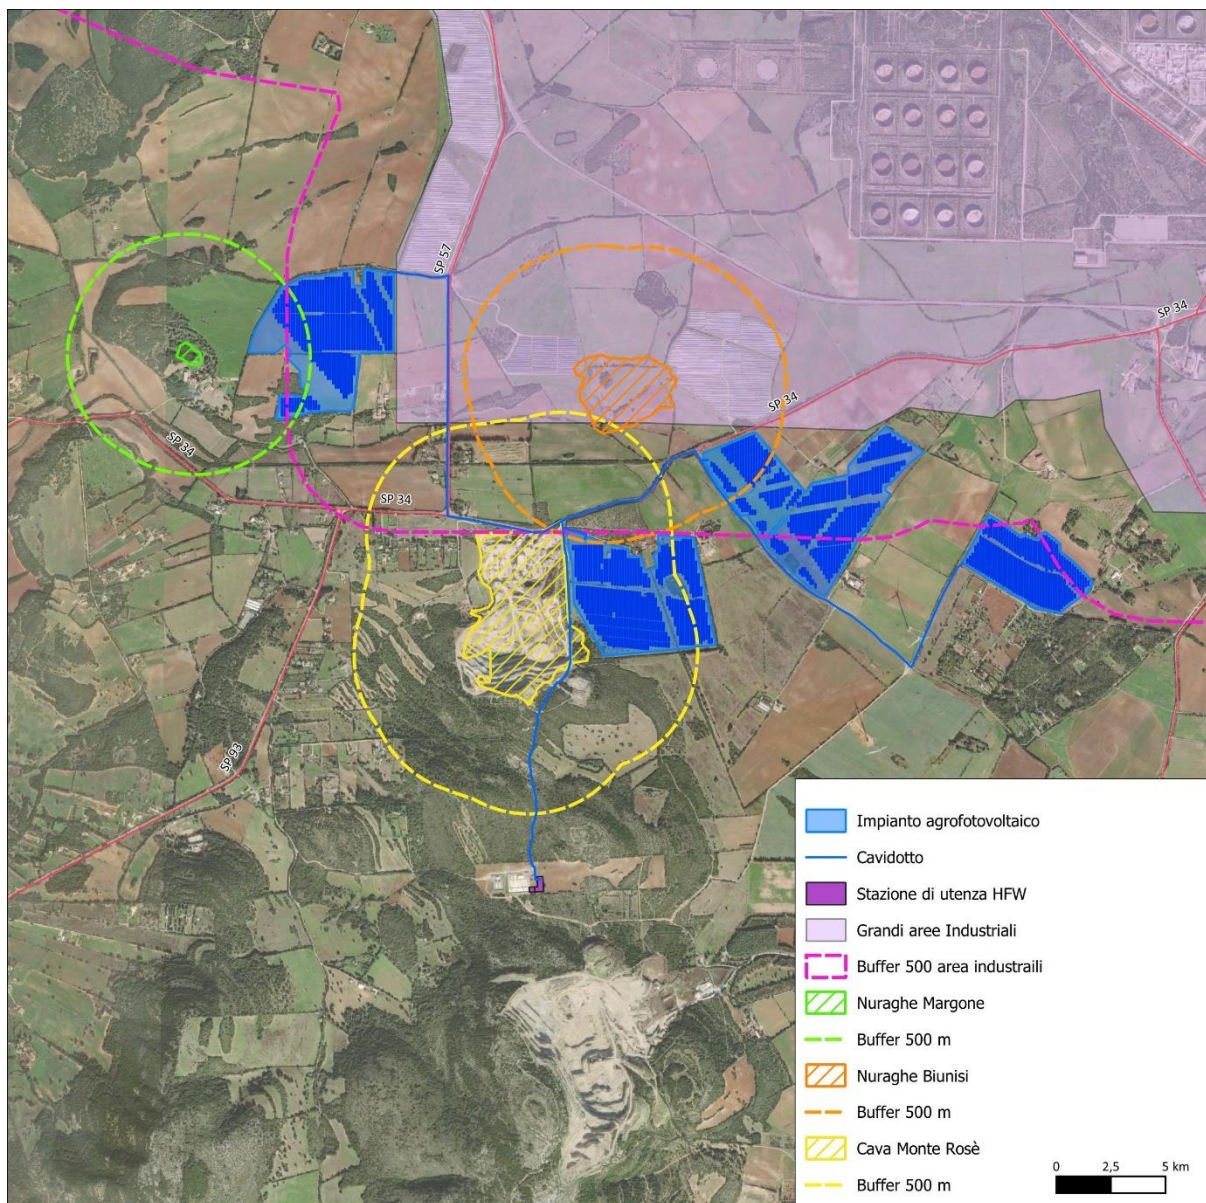 SP 57
SP 34
SP 34
SP 34
SP 34
SP 93
Impianto agrofotovoltaico
Cavidotto
Stazione di utenza HFW
Grandi aree Industriali
Buffer 500 area industraili
Nuraghe Margone
Buffer 500 m
Nuraghe Biunisi
Buffer 500 m
Cava Monte Rosè
Buffer 500 m
0 2,5 5 km